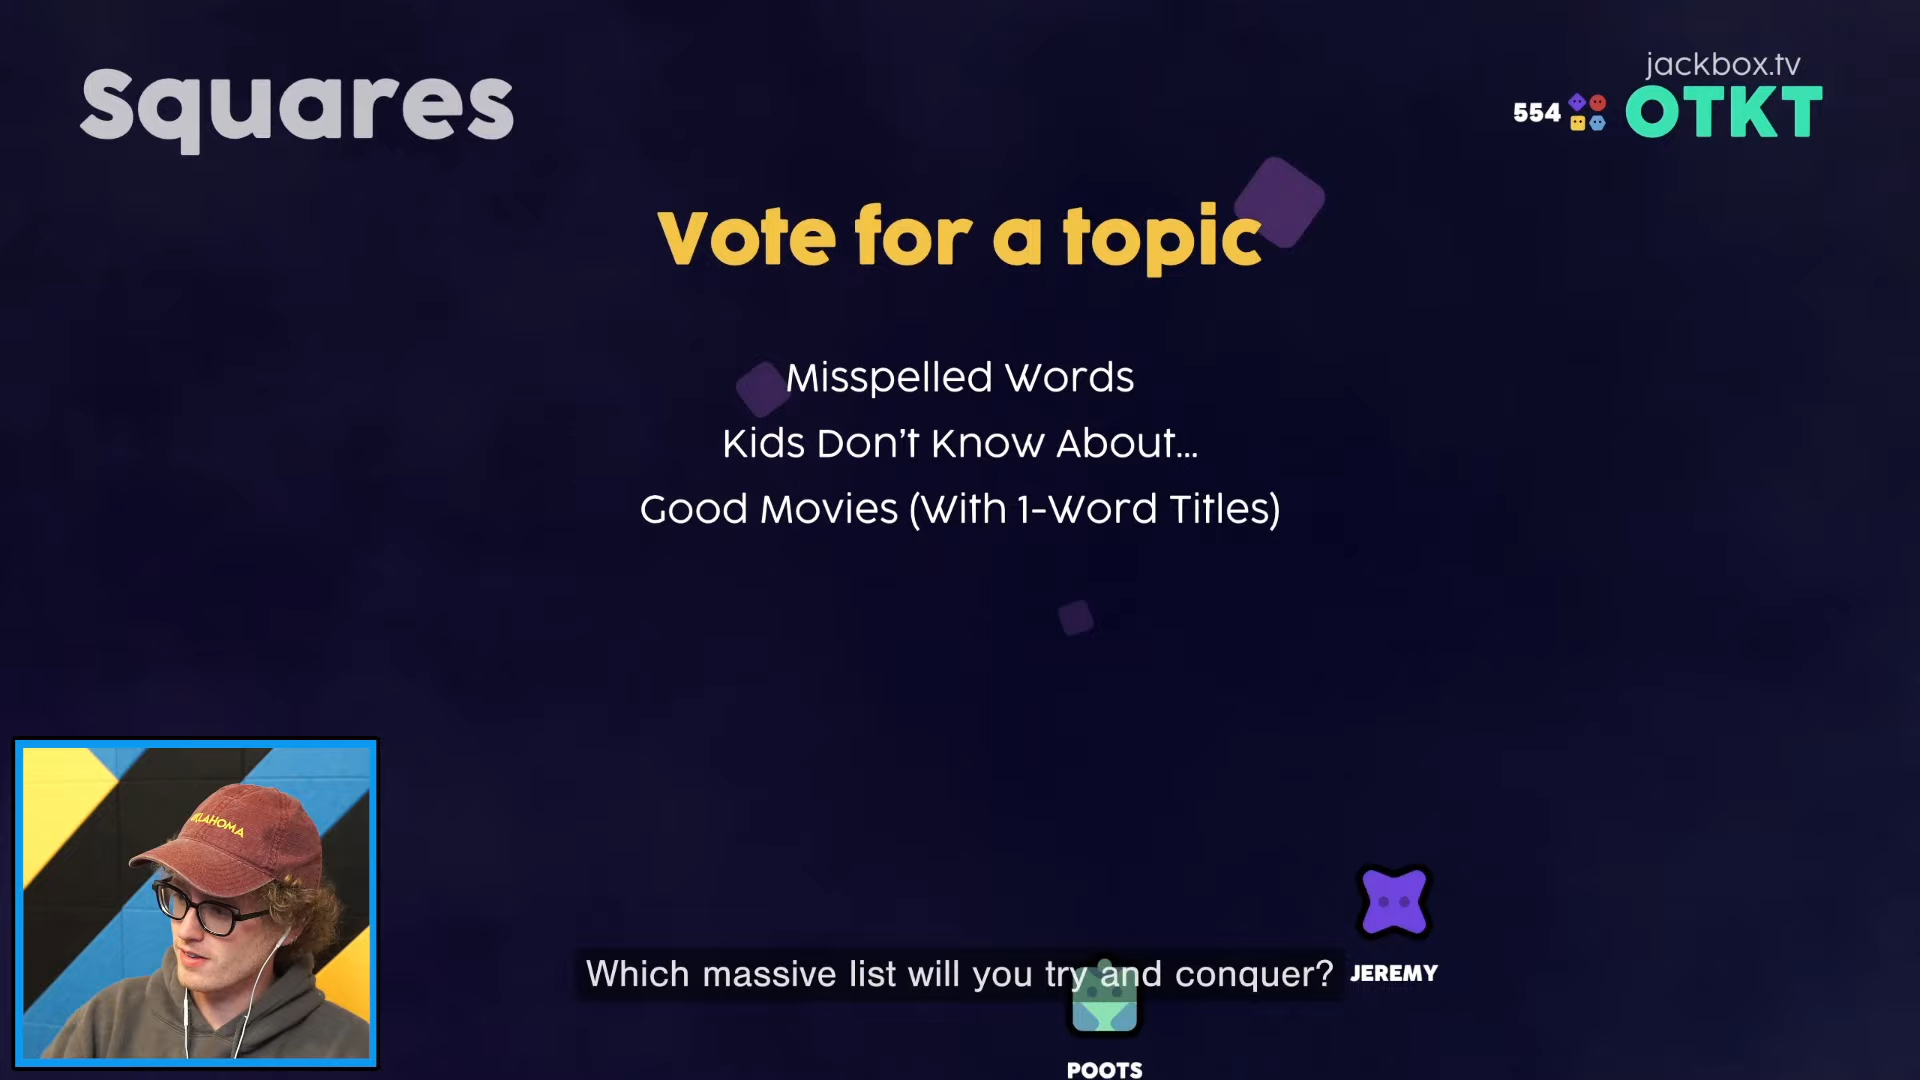 Squares
jackbox.tv
554
OTKT
Vote for a topic
Misspelled Words
Kids Don't Know About...
Good Movies (With 1-Word Titles)
Which massive list will you try and conquer?
JEREMY
POOTS